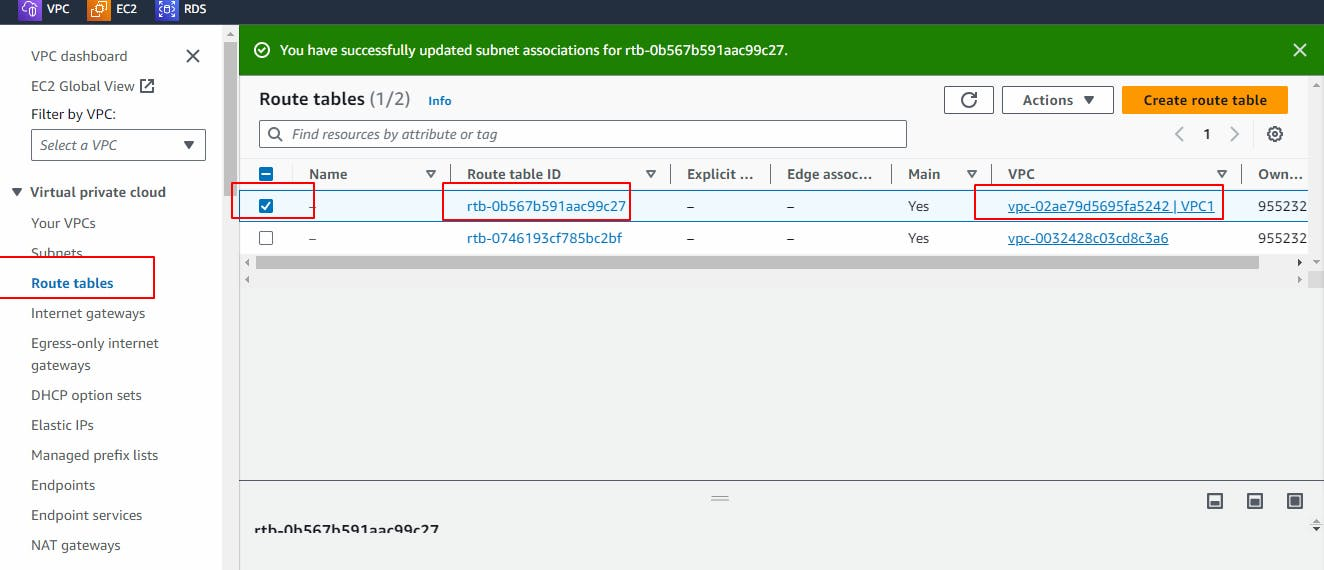 VPC EC2 RDS
VPC dashboard
EC2 Global View
Filter by VPC:
Select a VPC
Virtual private cloud
Your VPCs
Subnets
Route tables
Internet gateways
Egress-only internet
gateways
DHCP option sets
Elastic IPs
Managed prefix lists
Endpoints
Endpoint services
NAT gateways
You have successfully updated subnet associations for rtb-0b567b591aac99c27.
Route tables (1/2) Info
Actions
Create route table
Find resources by attribute or tag
1
Name Route table ID Explicit ... Edge assoc... Main VPC Own...
– rtb-0b567b591aac99c27 – – Yes vpc-02ae79d5695fa5242 | VPC1 955232
– rtb-0746193cf785bc2bf – – Yes vpc-0032428c03cd8c3a6 955232
rtb-0b567b591aac99c27